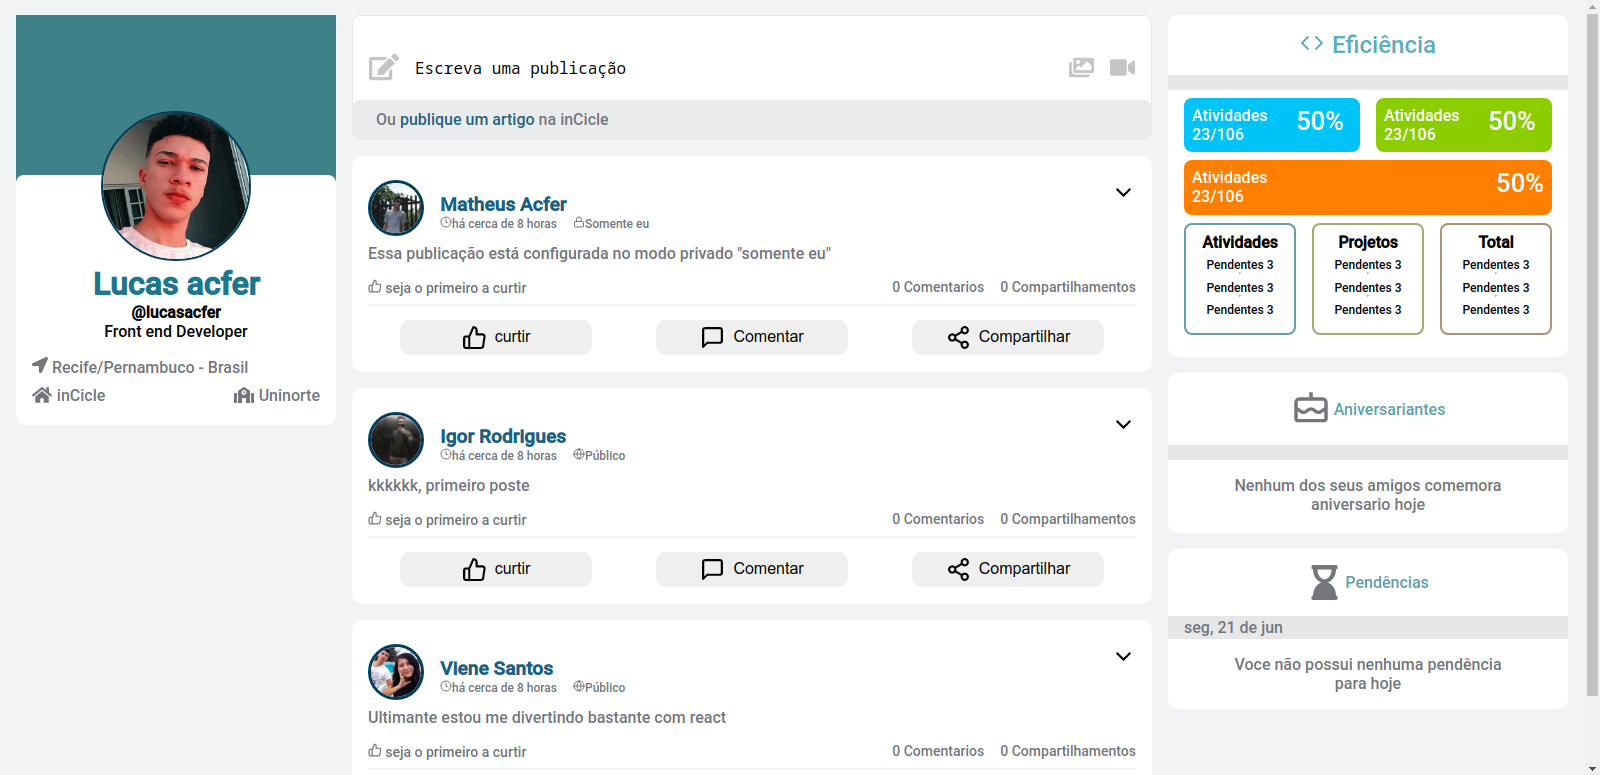 Lucas acfer
@lucasacfer
Front end Developer
Recife/Pernambuco - Brasil
inCicle
Uninorte
Escreva uma publicação
Ou publique um artigo na inCicle
Matheus Acfer
há cerca de 8 horas Somente eu
Essa publicação está configurada no modo privado "somente eu"
seja o primeiro a curtir
0 Comentarios 0 Compartilhamentos
curtir Comentar Compartilhar
Igor Rodrigues
há cerca de 8 horas Público
kkkkkk, primeiro poste
seja o primeiro a curtir
0 Comentarios 0 Compartilhamentos
curtir Comentar Compartilhar
Viene Santos
há cerca de 8 horas Público
Ultimante estou me divertindo bastante com react
seja o primeiro a curtir
0 Comentarios 0 Compartilhamentos
Eficiência
Atividades
23/106
50%
Atividades
23/106
50%
Atividades
23/106
50%
Atividades
Pendentes 3
Pendentes 3
Pendentes 3
Projetos
Pendentes 3
Pendentes 3
Pendentes 3
Total
Pendentes 3
Pendentes 3
Pendentes 3
Aniversariantes
Nenhum dos seus amigos comemora
aniversario hoje
Pendências
seg, 21 de jun
Voce não possui nenhuma pendência
para hoje